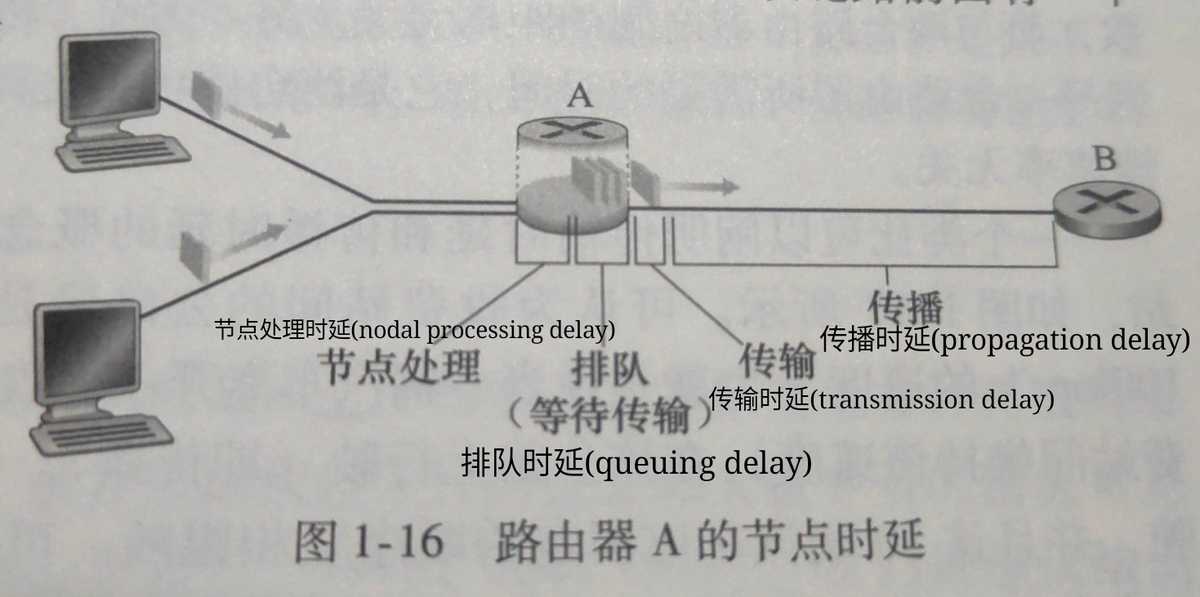 A
B
传播
节点处理时延(nodal processing delay)
传播时延(propagation delay)
节点处理
排队
传输
(等待传输)
传输时延(transmission delay)
排队时延(queuing delay)
图 1-16 路由器 A 的节点时延